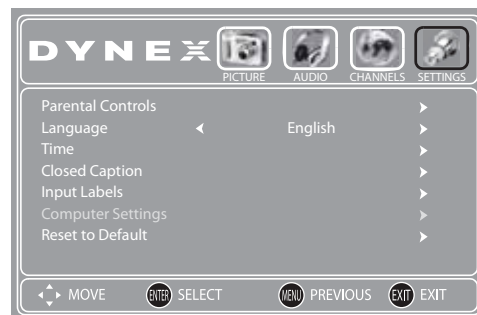 DYNEX
PICTURE AUDIO CHANNELS SETTINGS
Parental Controls
Language English
Time
Closed Caption
Input Labels
Computer Settings
Reset to Default
MOVE ENTER SELECT MENU PREVIOUS EXIT EXIT